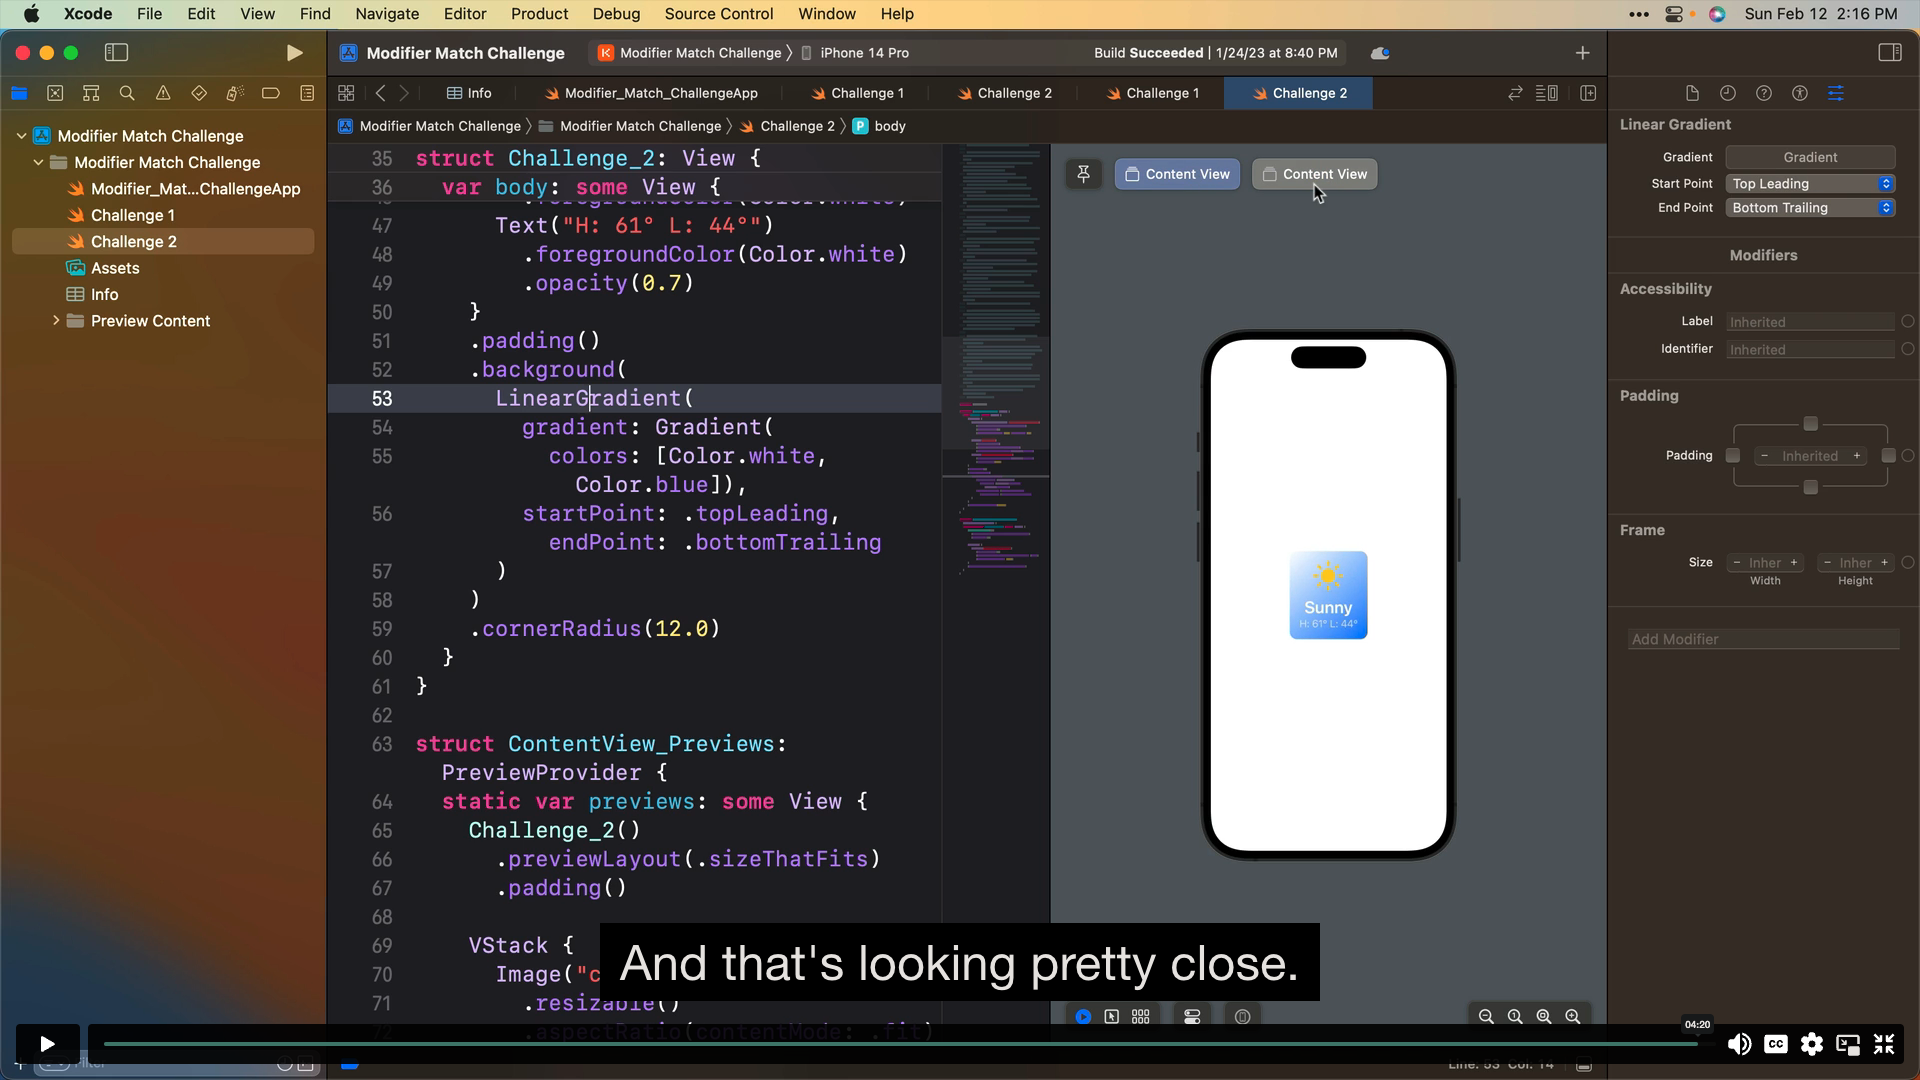 Xcode File Edit View Find Navigate Editor Product Debug Source Control Window Help Sun Feb 12 2:16 PM
Modifier Match Challenge Modifier Match Challenge iPhone 14 Pro Build Succeeded | 1/24/23 at 8:40 PM
Info Modifier_Match_ChallengeApp Challenge 1 Challenge 2 Challenge 1 Challenge 2
Modifier Match Challenge Modifier Match Challenge Challenge 2 body
Modifier Match Challenge
Modifier Match Challenge
Modifier_Mat...ChallengeApp
Challenge 1
Challenge 2
Assets
Info
Preview Content
Filter
35 struct Challenge_2: View {
36 var body: some View {
47 Text("H: 61° L: 44°")
48 .foregroundColor(Color.white)
49 .opacity(0.7)
50 }
51 .padding()
52 .background(
53 LinearGradient(
54 gradient: Gradient(
55 colors: [Color.white,
Color.blue]),
56 startPoint: .topLeading,
endPoint: .bottomTrailing
57 )
58 )
59 .cornerRadius(12.0)
60 }
61 }
62
63 struct ContentView_Previews:
PreviewProvider {
64 static var previews: some View {
65 Challenge_2()
66 .previewLayout(.sizeThatFits)
67 .padding()
68
69 VStack {
70 Image("c
71 .resizable()
72 .aspectRatio(contentMode: .fit)
Content View Content View
Sunny
H: 61° L: 44°
Linear Gradient
Gradient Gradient
Start Point Top Leading
End Point Bottom Trailing
Modifiers
Accessibility
Label Inherited
Identifier Inherited
Padding
Padding − Inherited +
Frame
Size − Inher + − Inher +
Width Height
Add Modifier
And that's looking pretty close.
04:20
CC
Line: 53 Col: 14